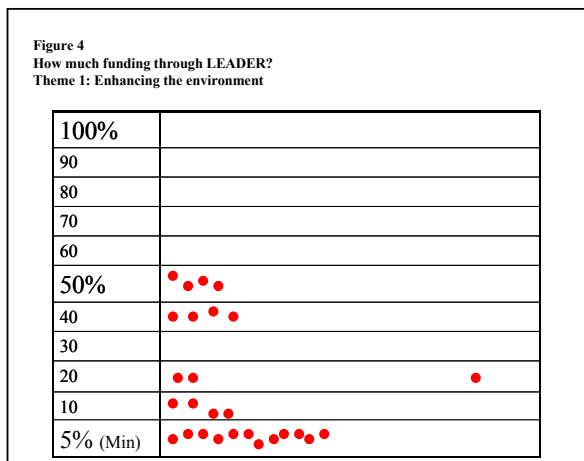 Figure 4
How much funding through LEADER?
Theme 1: Enhancing the environment
100%
90
80
70
60
50%
40
30
20
10
5% (Min)